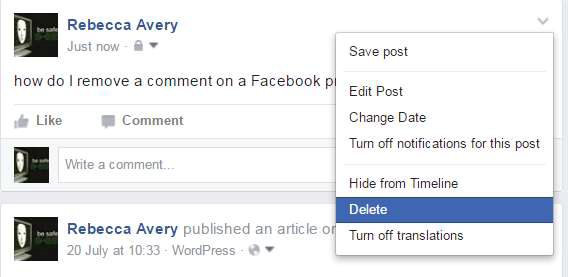 Rebecca Avery
Just now ·
how do I remove a comment on a Facebook
Like Comment
Write a comment...
Save post
Edit Post
Change Date
Turn off notifications for this post
Hide from Timeline
Delete
Turn off translations
Rebecca Avery published an article
20 July at 10:33 · WordPress ·